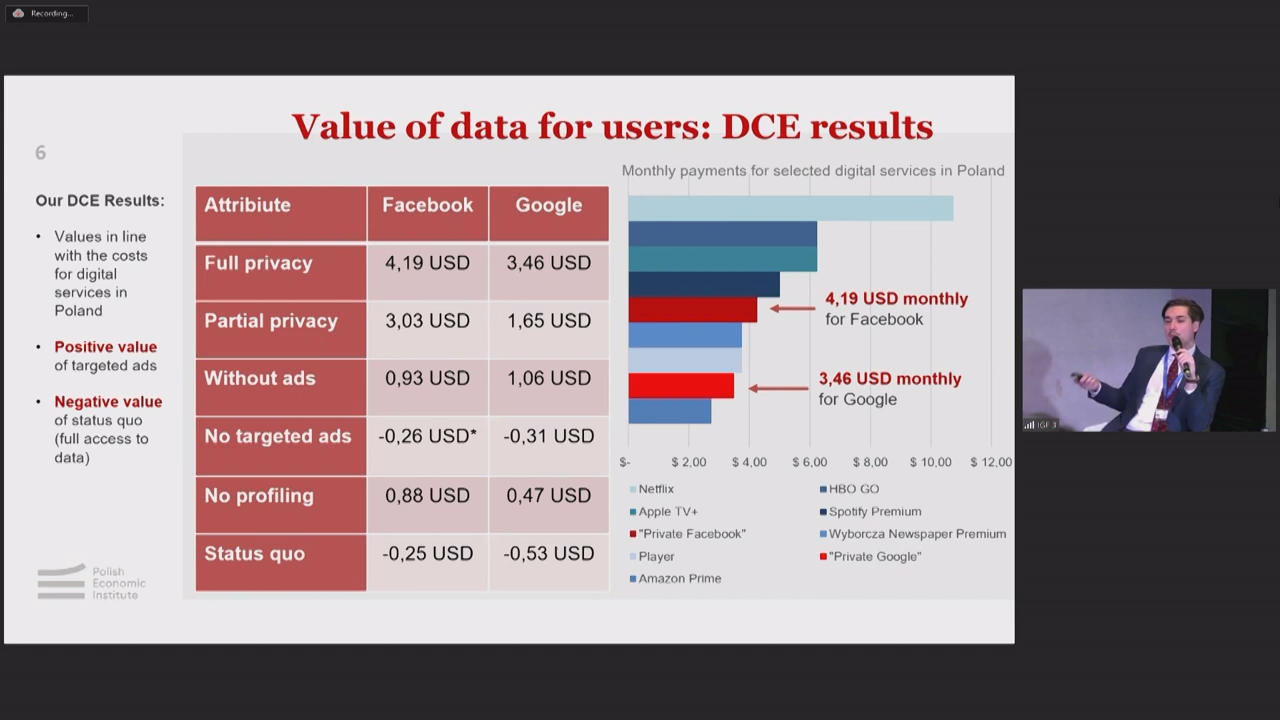 Recording...
Value of data for users: DCE results
6
Our DCE Results:
• Values in line
with the costs
for digital
services in
Poland
• Positive value
of targeted ads
• Negative value
of status quo
(full access to
data)
Polish
Economic
Institute
Attribiute Facebook Google
Full privacy 4,19 USD 3,46 USD
Partial privacy 3,03 USD 1,65 USD
Without ads 0,93 USD 1,06 USD
No targeted ads -0,26 USD* -0,31 USD
No profiling 0,88 USD 0,47 USD
Status quo -0,25 USD -0,53 USD
Monthly payments for selected digital services in Poland
4,19 USD monthly
for Facebook
3,46 USD monthly
for Google
$- $ 2,00 $ 4,00 $ 6,00 $ 8,00 $ 10,00 $ 12,00
Netflix HBO GO
Apple TV+ Spotify Premium
"Private Facebook" Wyborcza Newspaper Premium
Player "Private Google"
Amazon Prime
IGF 3